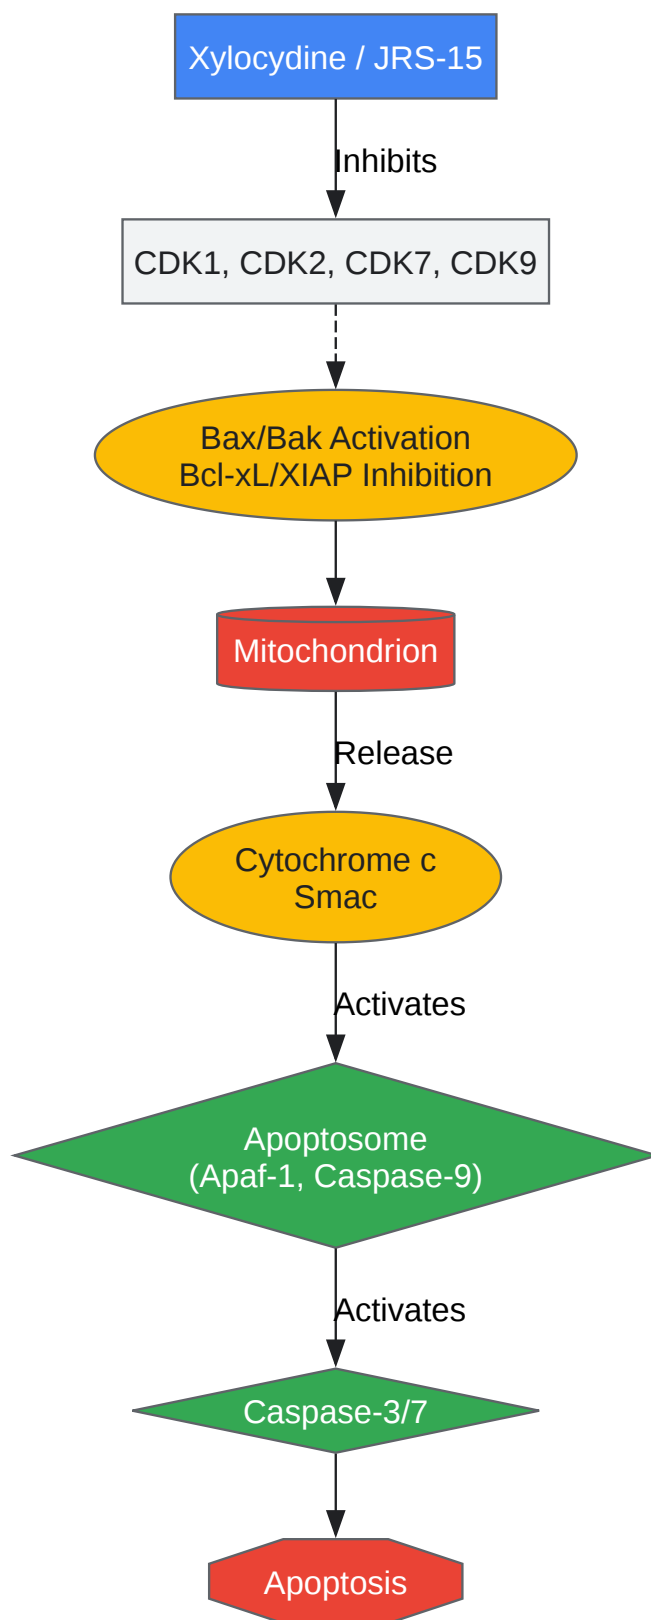 Xylocydine / JRS-15
Inhibits
CDK1, CDK2, CDK7, CDK9
Bax/Bak Activation
Bcl-xL/XIAP Inhibition
Mitochondrion
Release
Cytochrome c
Smac
Activates
Apoptosome
(Apaf-1, Caspase-9)
Activates
Caspase-3/7
Apoptosis